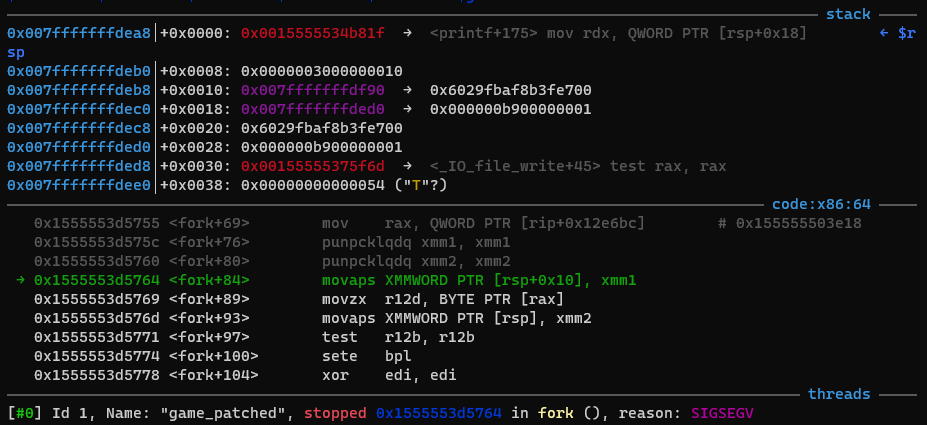 stack
0x007fffffffdea8│+0x0000: 0x0015555534b81f  →  <printf+175> mov rdx, QWORD PTR [rsp+0x18]       ← $r
sp
0x007fffffffdeb0│+0x0008: 0x0000003000000010
0x007fffffffdeb8│+0x0010: 0x007fffffffdf90  →  0x6029fbaf8b3fe700
0x007fffffffdec0│+0x0018: 0x007fffffffded0  →  0x000000b900000001
0x007fffffffdec8│+0x0020: 0x6029fbaf8b3fe700
0x007fffffffded0│+0x0028: 0x000000b900000001
0x007fffffffded8│+0x0030: 0x00155555375f6d  →  <_IO_file_write+45> test rax, rax
0x007fffffffdee0│+0x0038: 0x00000000000054 ("T"?)
code:x86:64
0x1555553d5755 <fork+69>        mov    rax, QWORD PTR [rip+0x12e6bc]        # 0x155555503e18
0x1555553d575c <fork+76>        punpcklqdq xmm1, xmm1
0x1555553d5760 <fork+80>        punpcklqdq xmm2, xmm2
→ 0x1555553d5764 <fork+84>        movaps XMMWORD PTR [rsp+0x10], xmm1
0x1555553d5769 <fork+89>        movzx  r12d, BYTE PTR [rax]
0x1555553d576d <fork+93>        movaps XMMWORD PTR [rsp], xmm2
0x1555553d5771 <fork+97>        test   r12b, r12b
0x1555553d5774 <fork+100>       sete   bpl
0x1555553d5778 <fork+104>       xor    edi, edi
threads
[#0] Id 1, Name: "game_patched", stopped 0x1555553d5764 in fork (), reason: SIGSEGV